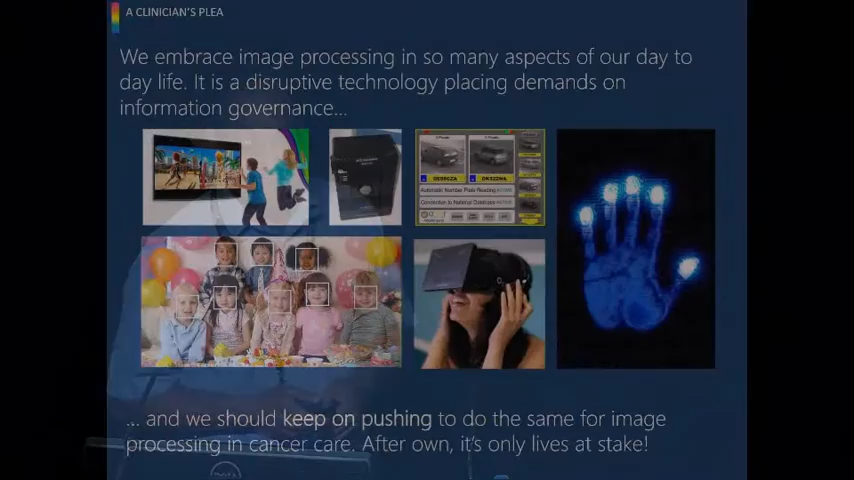 A CLINICIAN'S PLEA
We embrace image processing in so many aspects of our day to
day life. It is a disruptive technology placing demands on
information governance...
Automatic Number Plate Reading
Connection to National Database
... and we should keep on pushing to do the same for image
processing in cancer care. After own, it's only lives at stake!